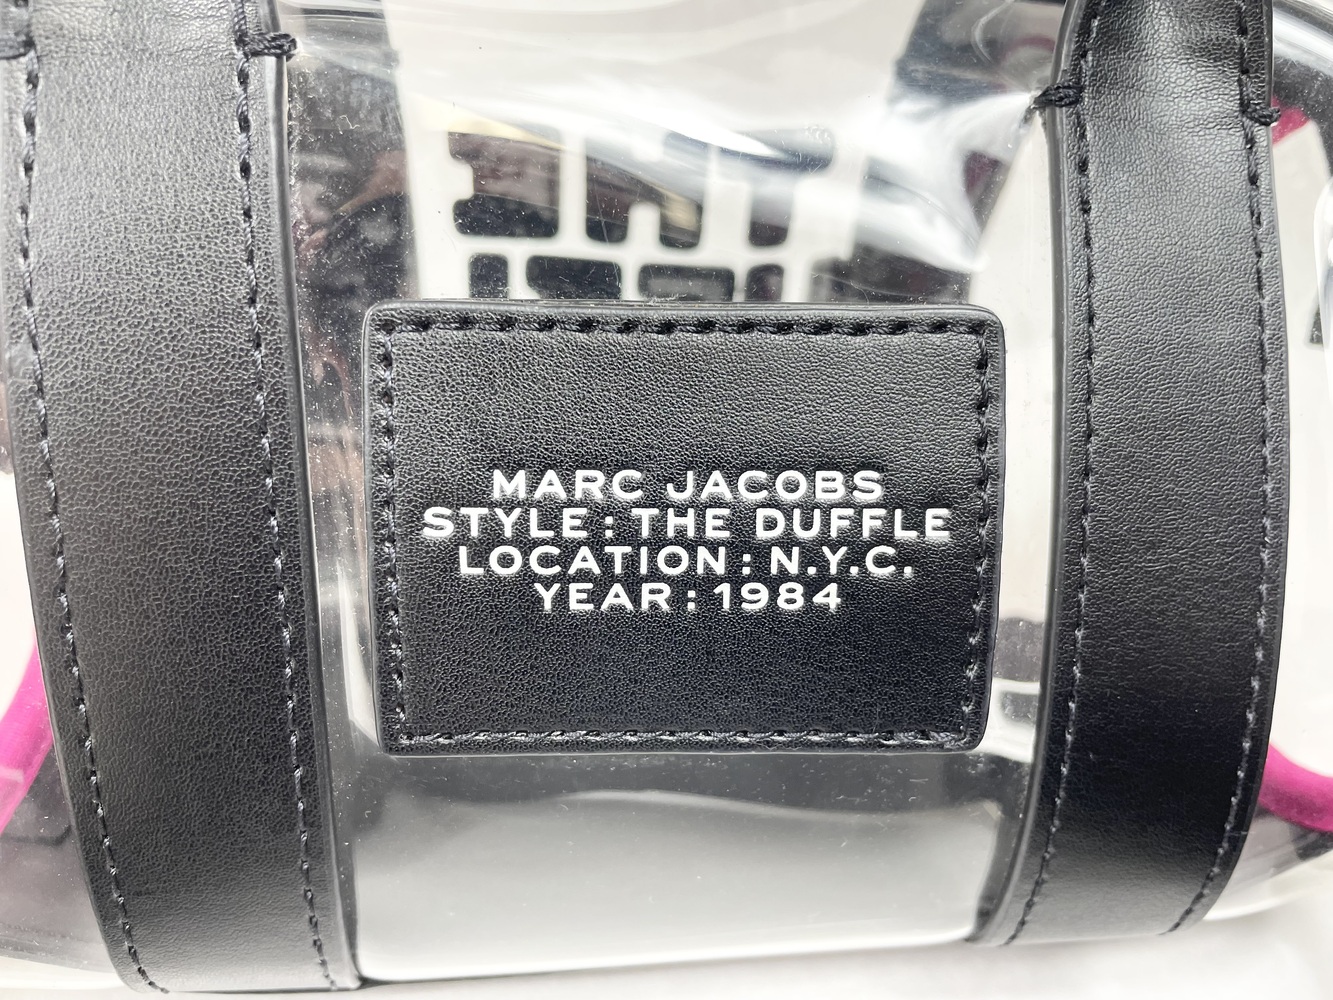 MARC JACOBS
STYLE : THE DUFFLE
LOCATION : N.Y.C.
YEAR : 1984